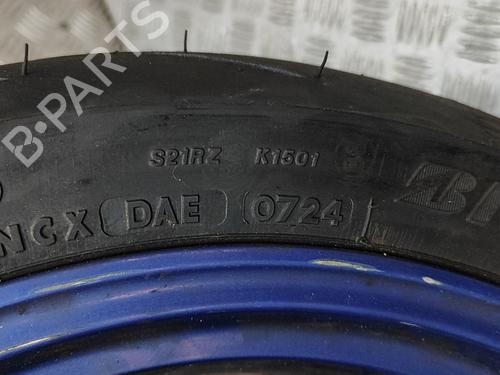 B-PARTS
S21RZ K1501
NCX DAE 0724